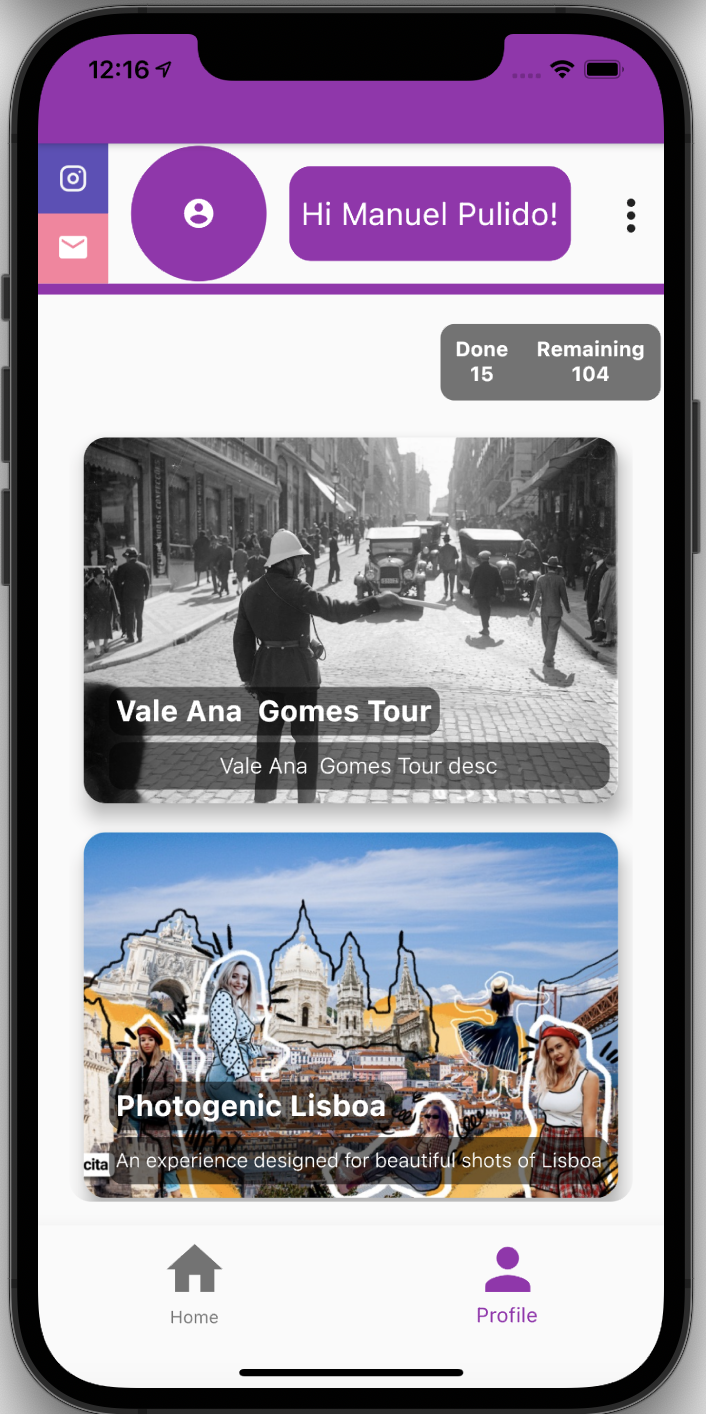 12:16
Hi Manuel Pulido!
Done Remaining
15 104
Vale Ana  Gomes Tour
Vale Ana  Gomes Tour desc
Photogenic Lisboa
cita An experience designed for beautiful shots of Lisboa
Home Profile